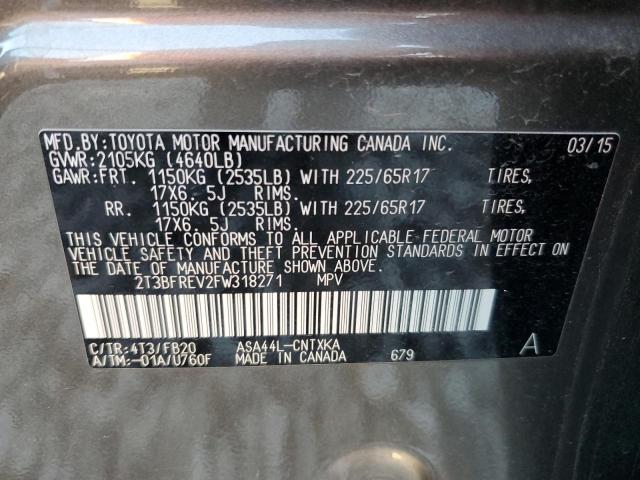 MFD.BY:TOYOTA MOTOR MANUFACTURING CANADA INC. 03/15
GVWR:2105KG (4640LB)
GAWR:FRT. 1150KG (2535LB) WITH 225/65R17 TIRES,
17X6. 5J RIMS.
RR. 1150KG (2535LB) WITH 225/65R17 TIRES,
17X6. 5J RIMS.
THIS VEHICLE CONFORMS TO ALL APPLICABLE FEDERAL MOTOR
VEHICLE SAFETY AND THEFT PREVENTION STANDARDS IN EFFECT ON
THE DATE OF MANUFACTURE SHOWN ABOVE.
2T3BFREV2FW318271 MPV
C/TR:4T3/FB20 ASA44L-CNTXKA
A/TM:-01A/U760F MADE IN CANADA 679 A